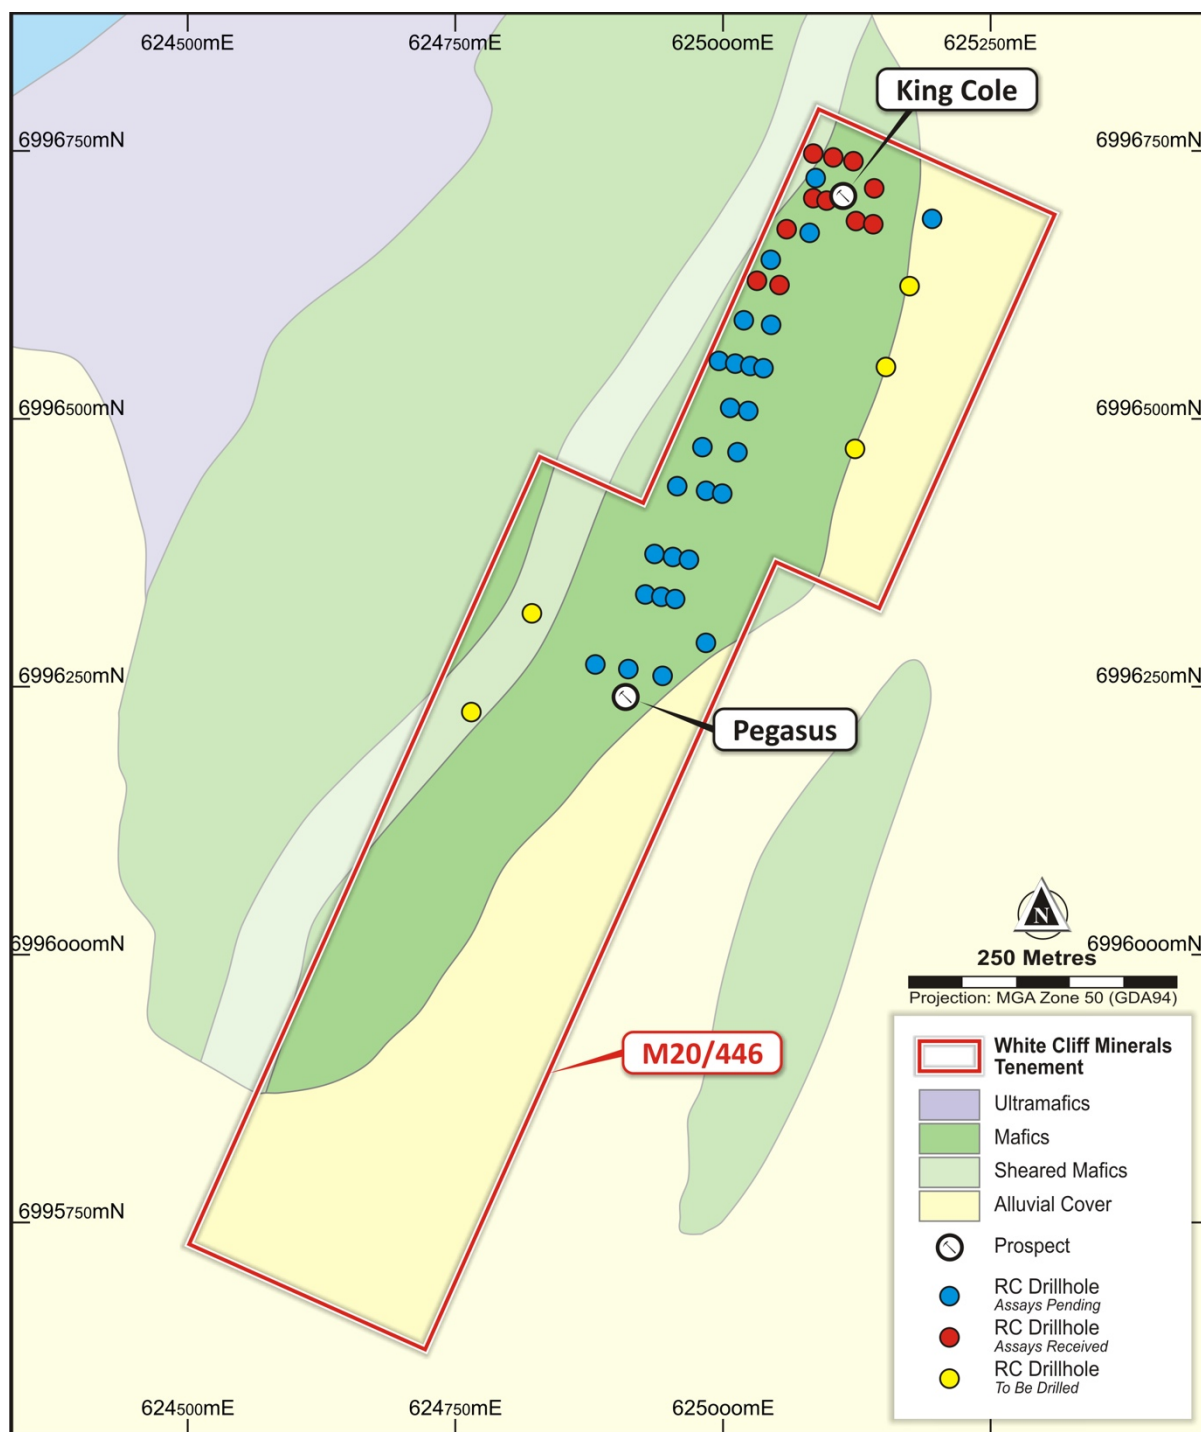 624500mE 624750mE 625000mE 625250mE
King Cole
6996750mN 6996750mN
6996500mN 6996500mN
6996250mN 6996250mN
Pegasus
6996000mN 6996000mN
N
250 Metres
Projection: MGA Zone 50 (GDA94)
M20/446
White Cliff Minerals
Tenement
Ultramafics
Mafics
Sheared Mafics
Alluvial Cover
Prospect
RC Drillhole
Assays Pending
RC Drillhole
Assays Received
RC Drillhole
To Be Drilled
6995750mN
624500mE 624750mE 625000mE